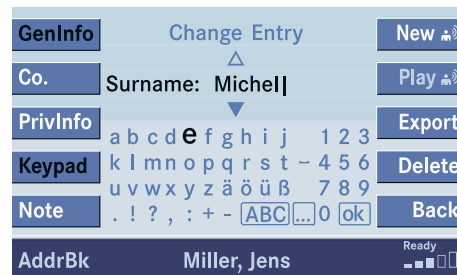 GenInfo Change Entry New
Co. Surname: Michel Play
PrivInfo a b c d e f g h i j 1 2 3 Export
Keypad k l m n o p q r s t - 4 5 6 Delete
u v w x y z ä ö ü ß 7 8 9
Note . ! ? , : + - ABC ... 0 ok Back
AddrBk Miller, Jens Ready